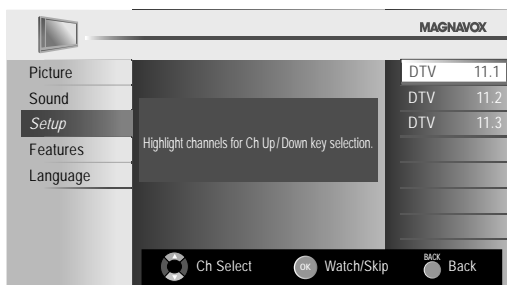 MAGNAVOX
Picture
Sound
Setup
Features
Language
Highlight channels for Ch Up / Down key selection.
DTV 11.1
DTV 11.2
DTV 11.3
Ch Select
OK Watch/Skip
BACK Back